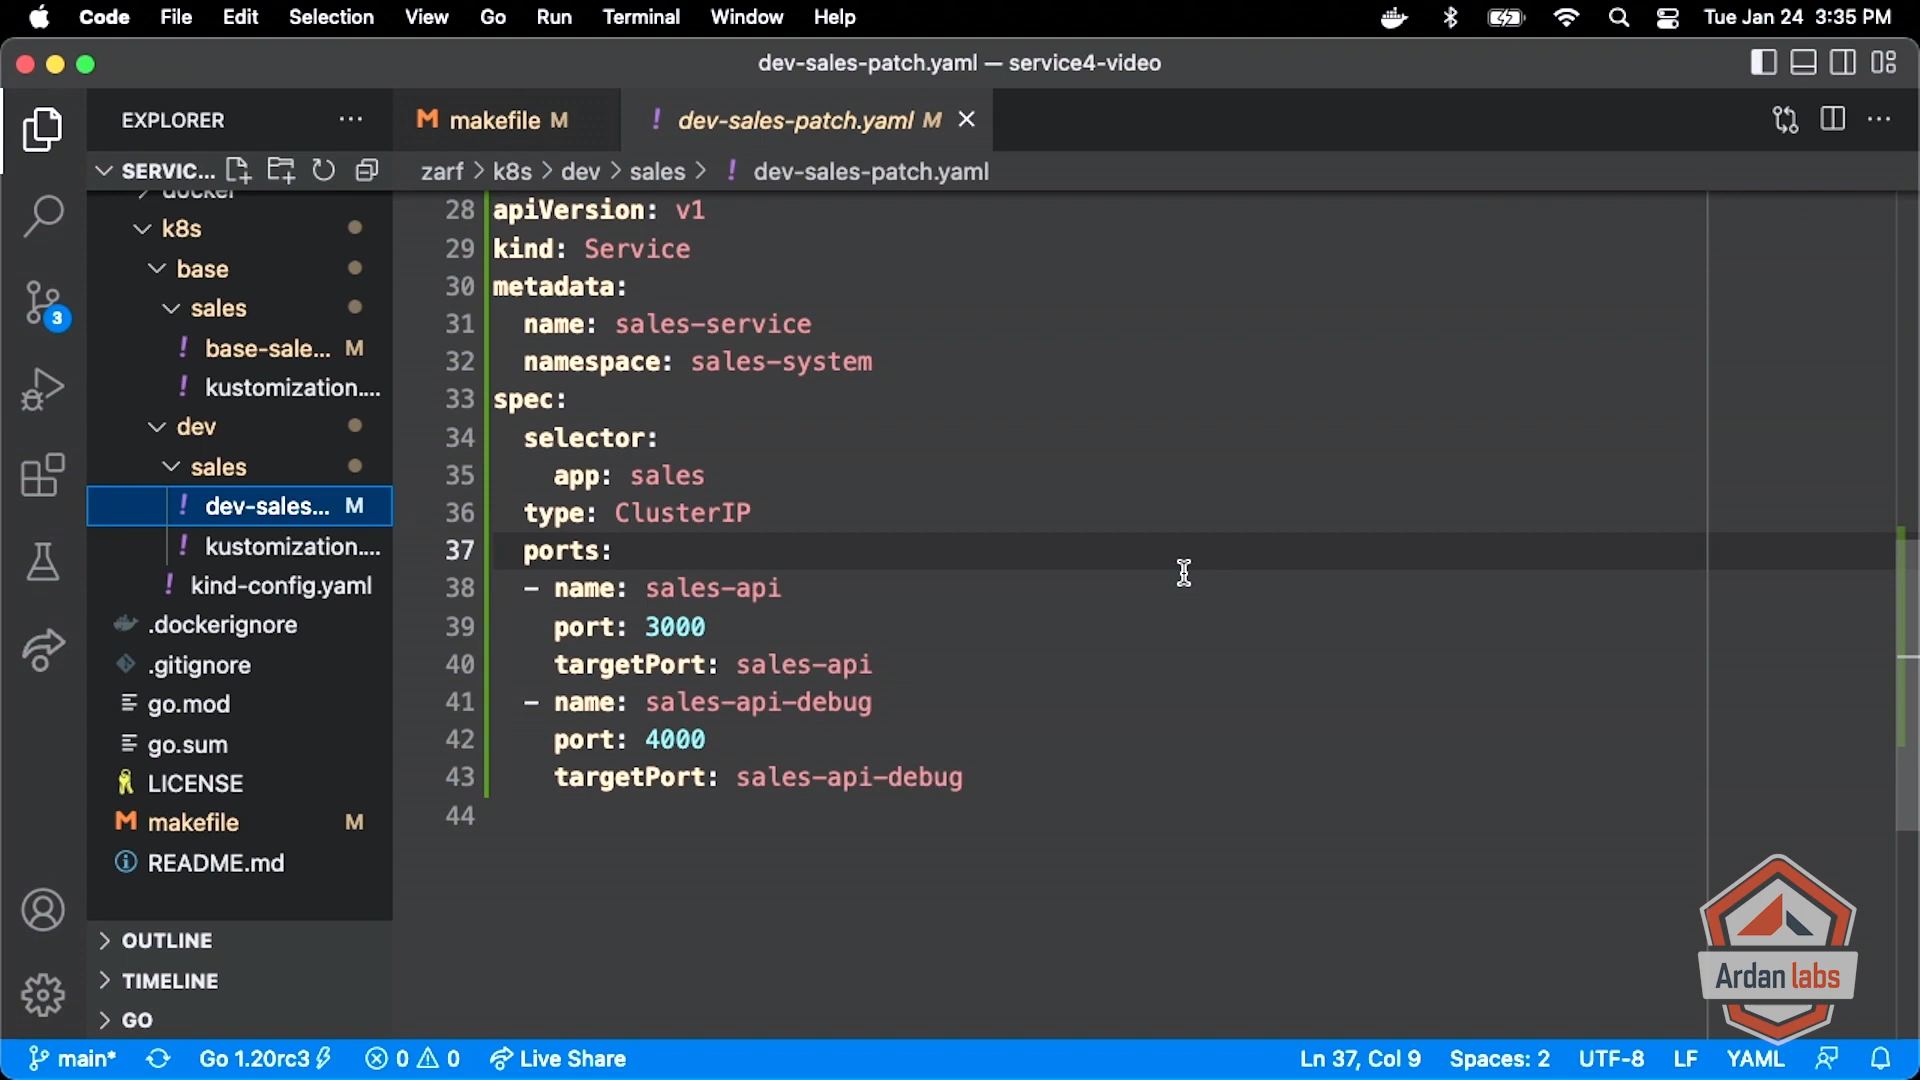 Code File Edit Selection View Go Run Terminal Window Help Tue Jan 24 3:35 PM
dev-sales-patch.yaml — service4-video
EXPLORER ···
M makefile M ! dev-sales-patch.yaml M ×
SERVIC...
zarf > k8s > dev > sales > ! dev-sales-patch.yaml
docker
k8s
base
sales
! base-sale... M
! kustomization....
dev
sales
! dev-sales... M
! kustomization....
! kind-config.yaml
.dockerignore
.gitignore
go.mod
go.sum
LICENSE
M makefile M
README.md
OUTLINE
TIMELINE
GO
3
28 apiVersion: v1
29 kind: Service
30 metadata:
31 name: sales-service
32 namespace: sales-system
33 spec:
34 selector:
35 app: sales
36 type: ClusterIP
37 ports:
38 - name: sales-api
39 port: 3000
40 targetPort: sales-api
41 - name: sales-api-debug
42 port: 4000
43 targetPort: sales-api-debug
44
Ardan labs
main* Go 1.20rc3 0 0 Live Share Ln 37, Col 9 Spaces: 2 UTF-8 LF YAML